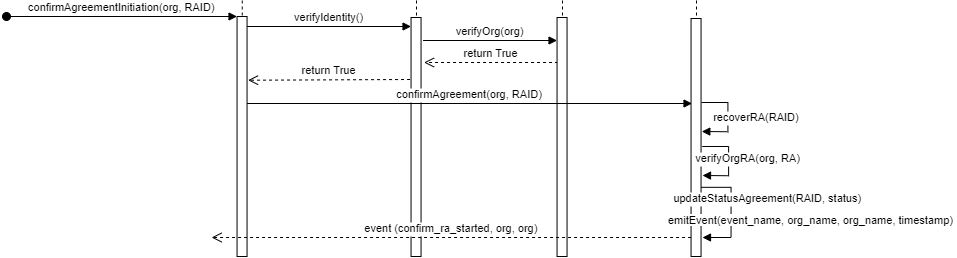 confirmAgreementInitiation(org, RAID)
verifyIdentity()
verifyOrg(org)
return True
return True
confirmAgreement(org, RAID)
recoverRA(RAID)
verifyOrgRA(org, RA)
updateStatusAgreement(RAID, status)
emitEvent(event_name, org_name, org_name, timestamp)
event (confirm_ra_started, org, org)